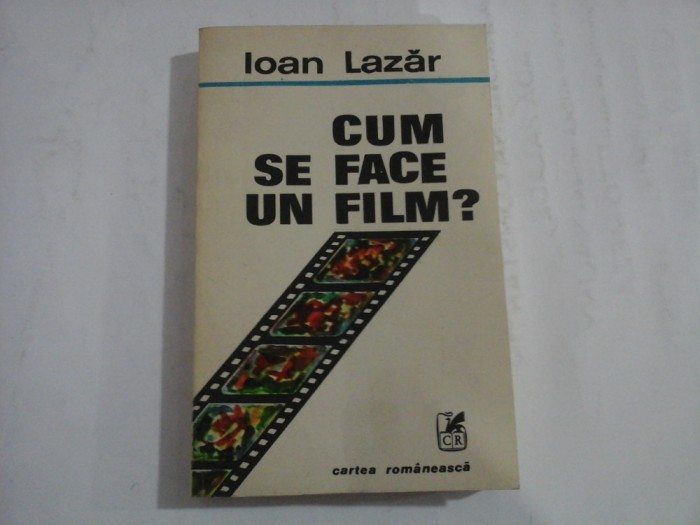 Ioan Lazăr
CUM
SE FACE
UN FILM?
CR
cartea românească